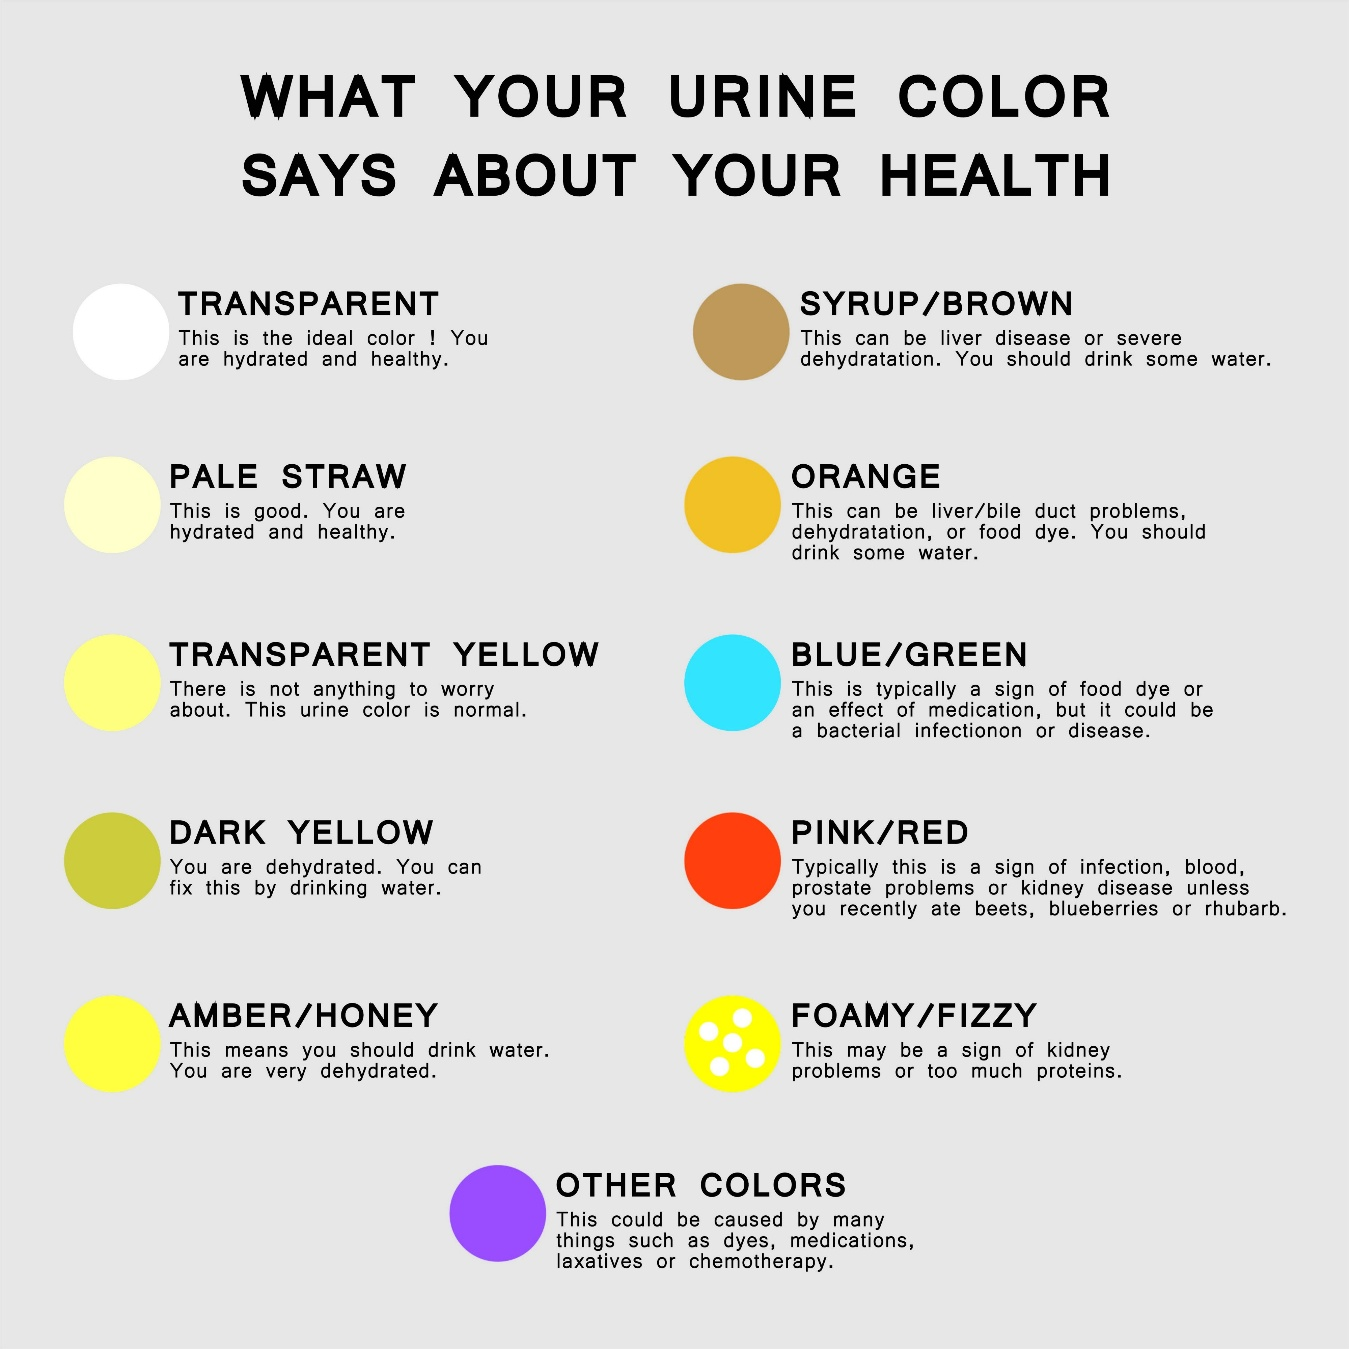 WHAT YOUR URINE COLOR
SAYS ABOUT YOUR HEALTH
TRANSPARENT
This is the ideal color ! You
are hydrated and healthy.
PALE STRAW
This is good. You are
hydrated and healthy.
TRANSPARENT YELLOW
There is not anything to worry
about. This urine color is normal.
DARK YELLOW
You are dehydrated. You can
fix this by drinking water.
AMBER/HONEY
This means you should drink water.
You are very dehydrated.
SYRUP/BROWN
This can be liver disease or severe
dehydratation. You should drink some water.
ORANGE
This can be liver/bile duct problems,
dehydratation, or food dye. You should
drink some water.
BLUE/GREEN
This is typically a sign of food dye or
an effect of medication, but it could be
a bacterial infectionon or disease.
PINK/RED
Typically this is a sign of infection, blood,
prostate problems or kidney disease unless
you recently ate beets, blueberries or rhubarb.
FOAMY/FIZZY
This may be a sign of kidney
problems or too much proteins.
OTHER COLORS
This could be caused by many
things such as dyes, medications,
laxatives or chemotherapy.